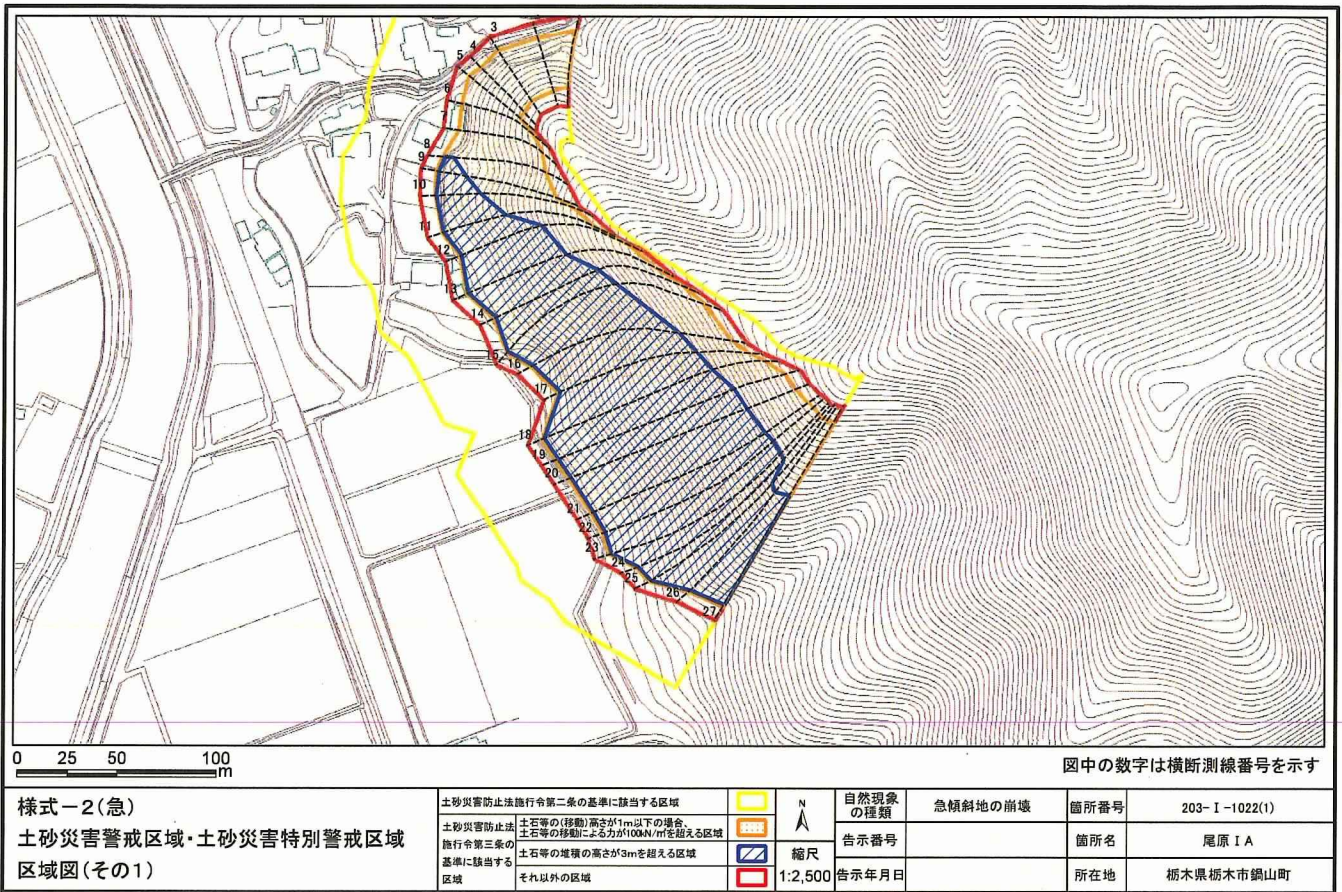 3
4
5
6
7
8
9
10
11
12
13
14
15
16
17
18
19
20
21
22
23
24
25
26
27
0 25 50 100
m
図中の数字は横断測線番号を示す
様式－2(急)
土砂災害警戒区域・土砂災害特別警戒区域
区域図(その1)
土砂災害防止法施行令第二条の基準に該当する区域
土砂災害防止法
施行令第三条の
基準に該当する
区域
土石等の(移動)高さが1m以下の場合、
土石等の移動による力が100kN/㎡を超える区域
土石等の堆積の高さが3mを超える区域
それ以外の区域
N
縮尺
1:2,500
自然現象
の種類
急傾斜地の崩壊
箇所番号
203-Ⅰ-1022(1)
告示番号
箇所名
尾原ⅠA
告示年月日
所在地
栃木県栃木市鍋山町